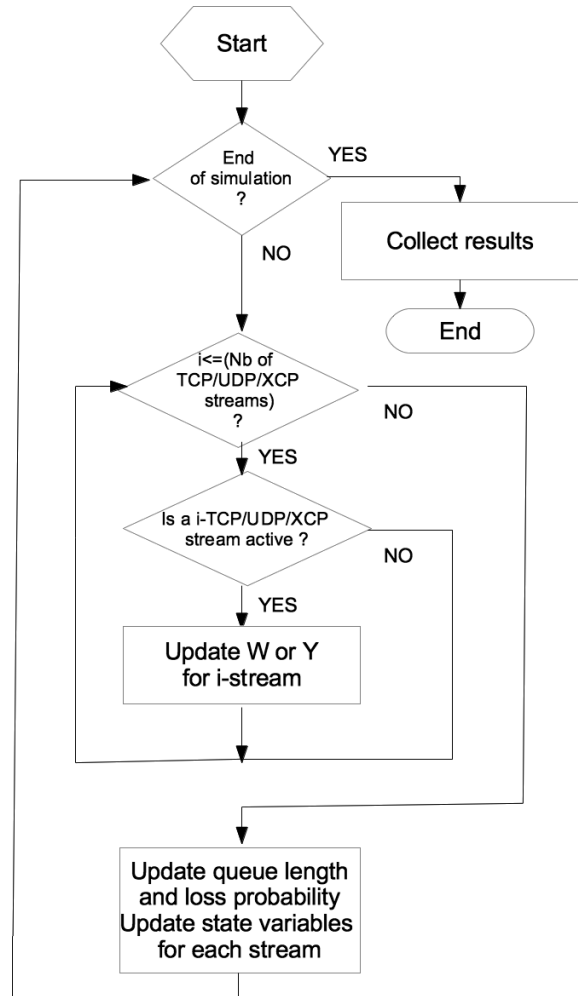 Start
End
of simulation
?
YES
Collect results
NO
End
i<=(Nb of
TCP/UDP/XCP
streams)
?
NO
YES
Is a i-TCP/UDP/XCP
stream active ?
NO
YES
Update W or Y
for i-stream
Update queue length
and loss probability
Update state variables
for each stream